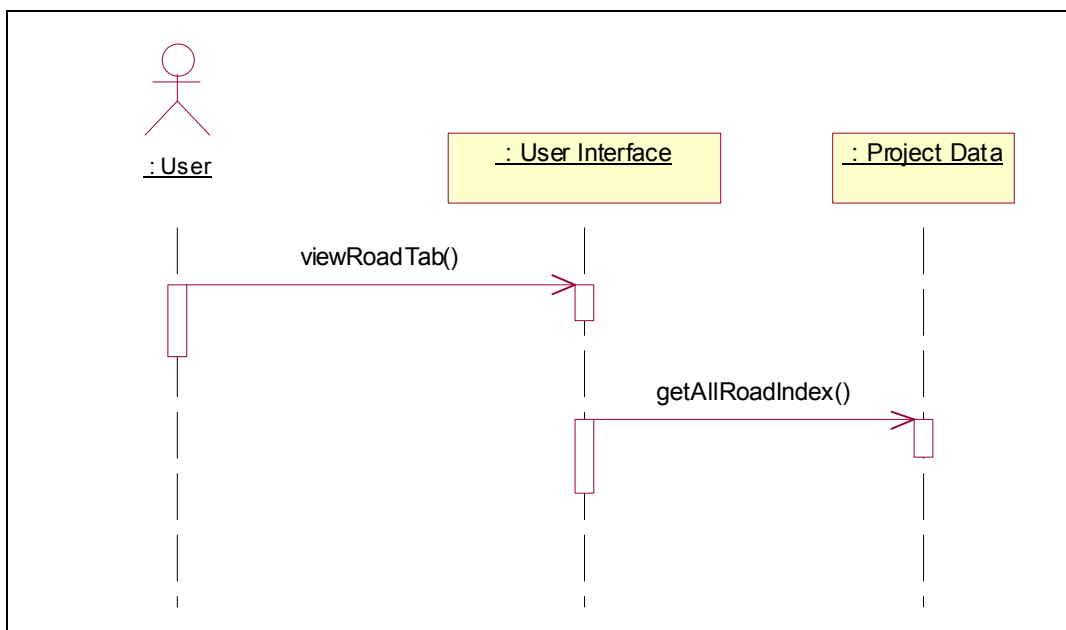 : User
: User Interface
: Project Data
viewRoadTab()
getAllRoadIndex()